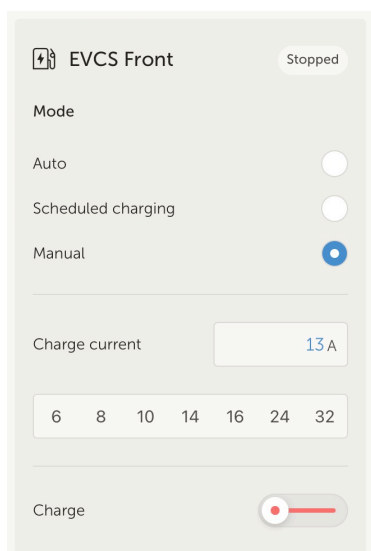 EVCS Front Stopped
Mode
Auto
Scheduled charging
Manual
Charge current 13 A
6 8 10 14 16 24 32
Charge